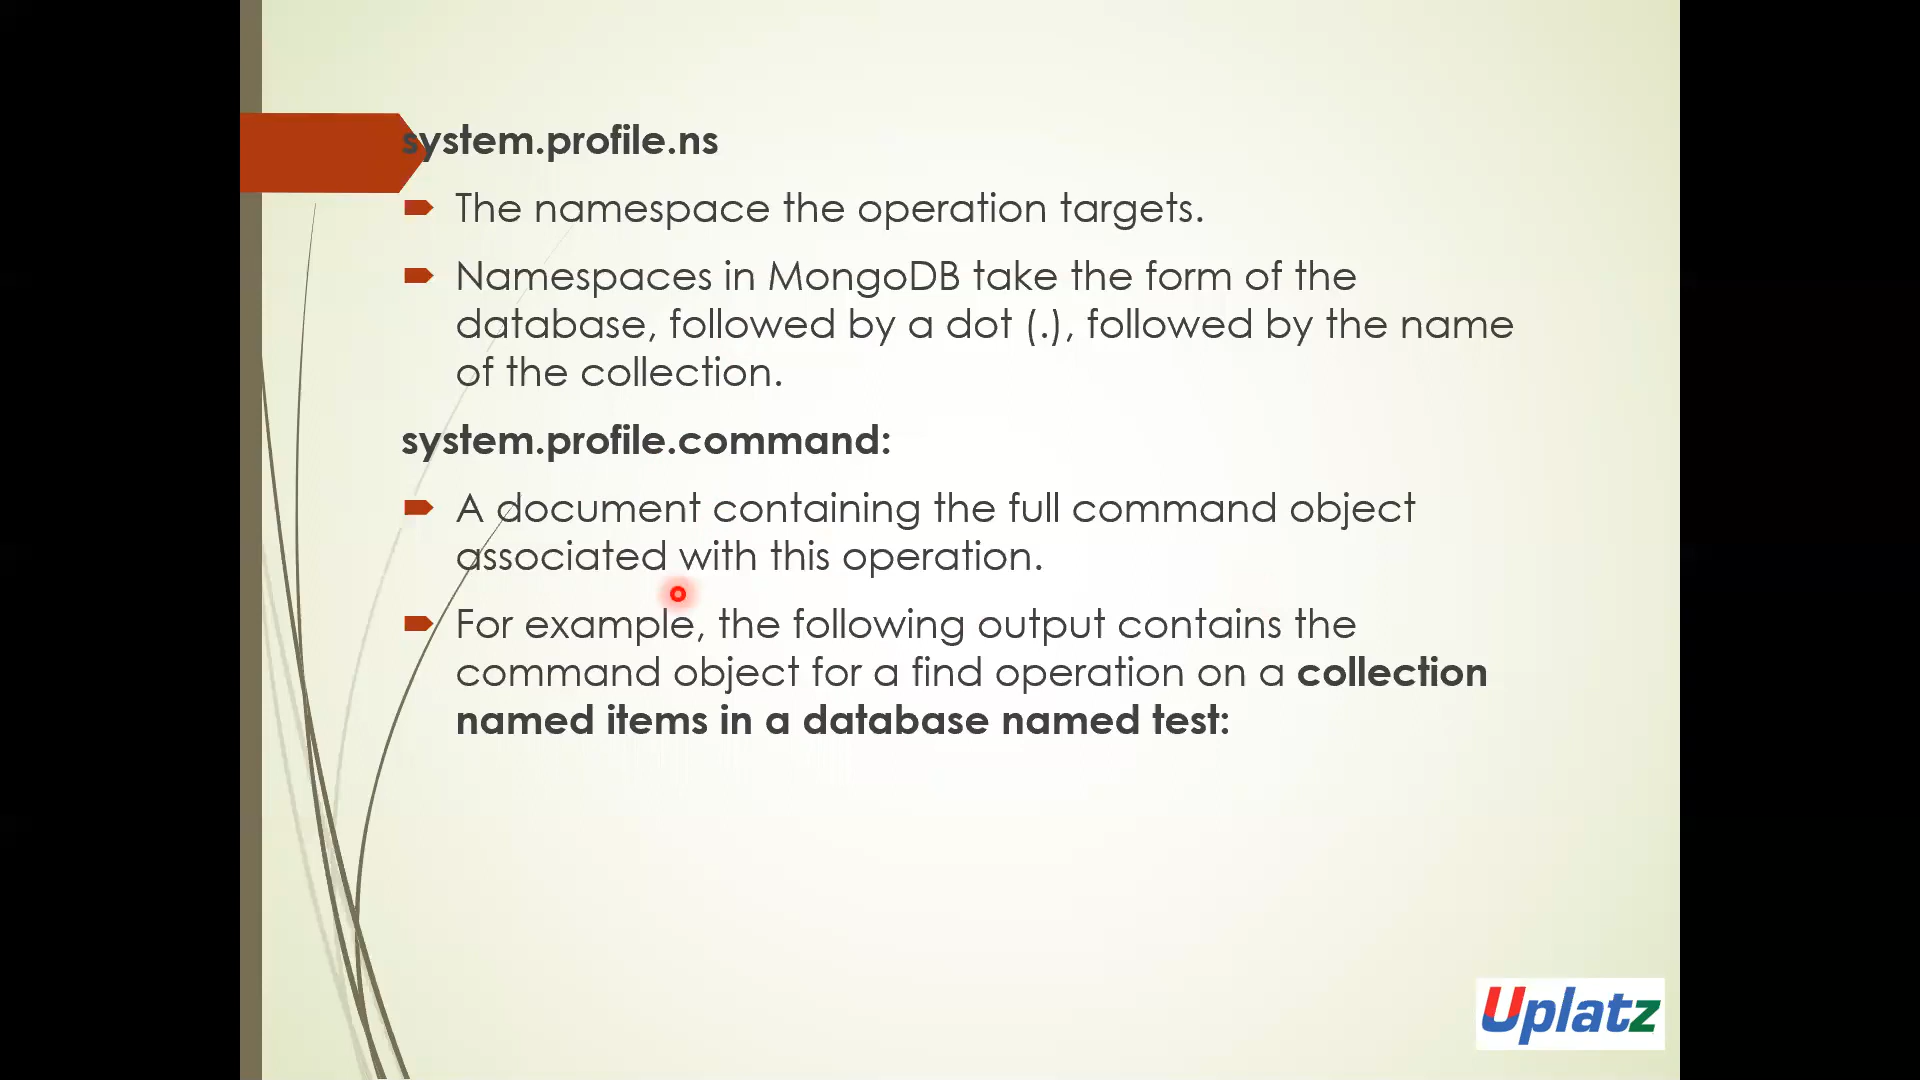 system.profile.ns
The namespace the operation targets.
Namespaces in MongoDB take the form of the
database, followed by a dot (.), followed by the name
of the collection.
system.profile.command:
A document containing the full command object
associated with this operation.
For example, the following output contains the
command object for a find operation on a collection
named items in a database named test:
Uplatz